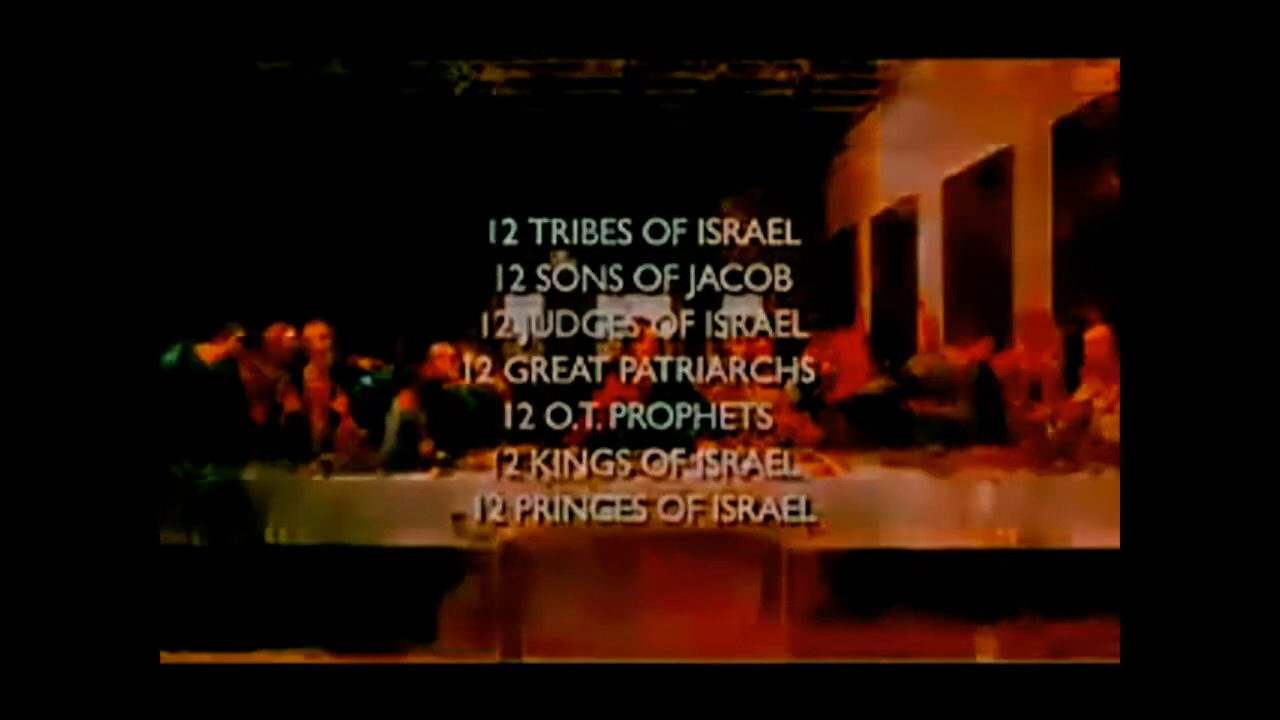 12 TRIBES OF ISRAEL
12 SONS OF JACOB
12 JUDGES OF ISRAEL
12 GREAT PATRIARCHS
12 O.T. PROPHETS
12 KINGS OF ISRAEL
12 PRINCES OF ISRAEL